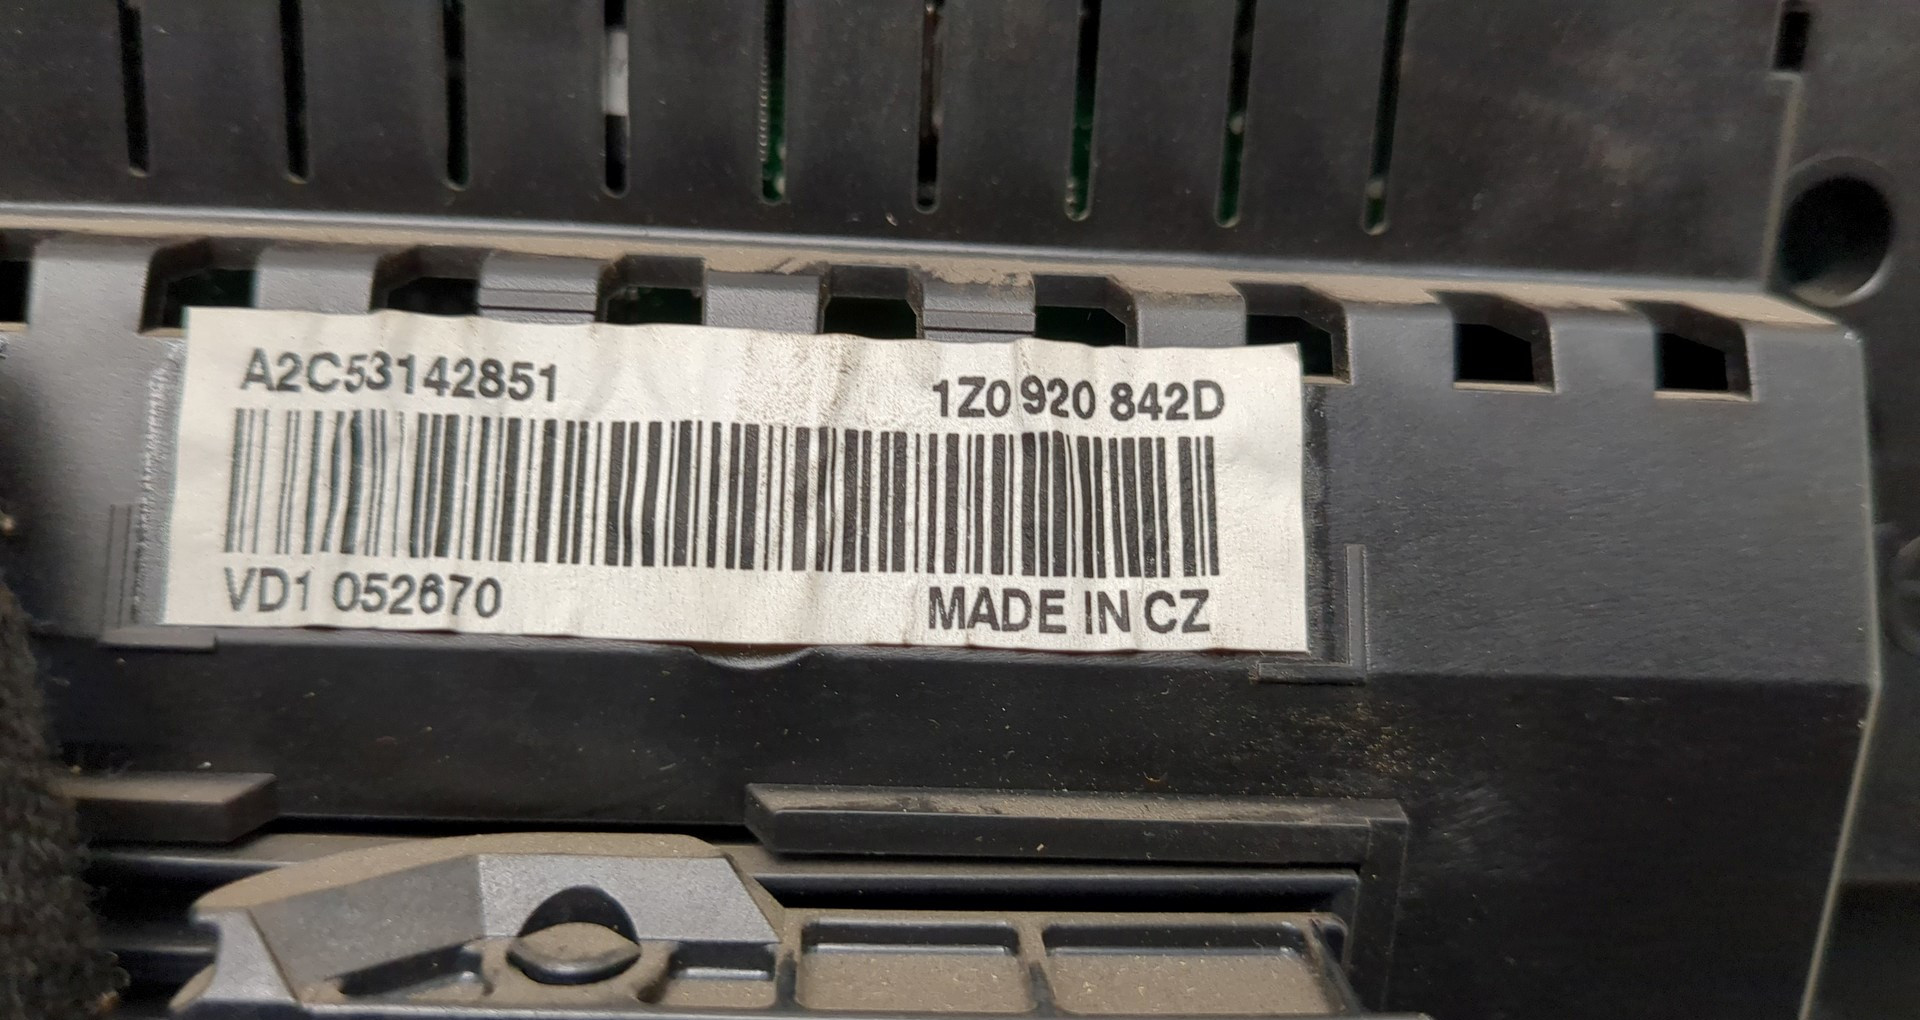 A2C53142851 1Z0 920 842D
VD1 052670 MADE IN CZ